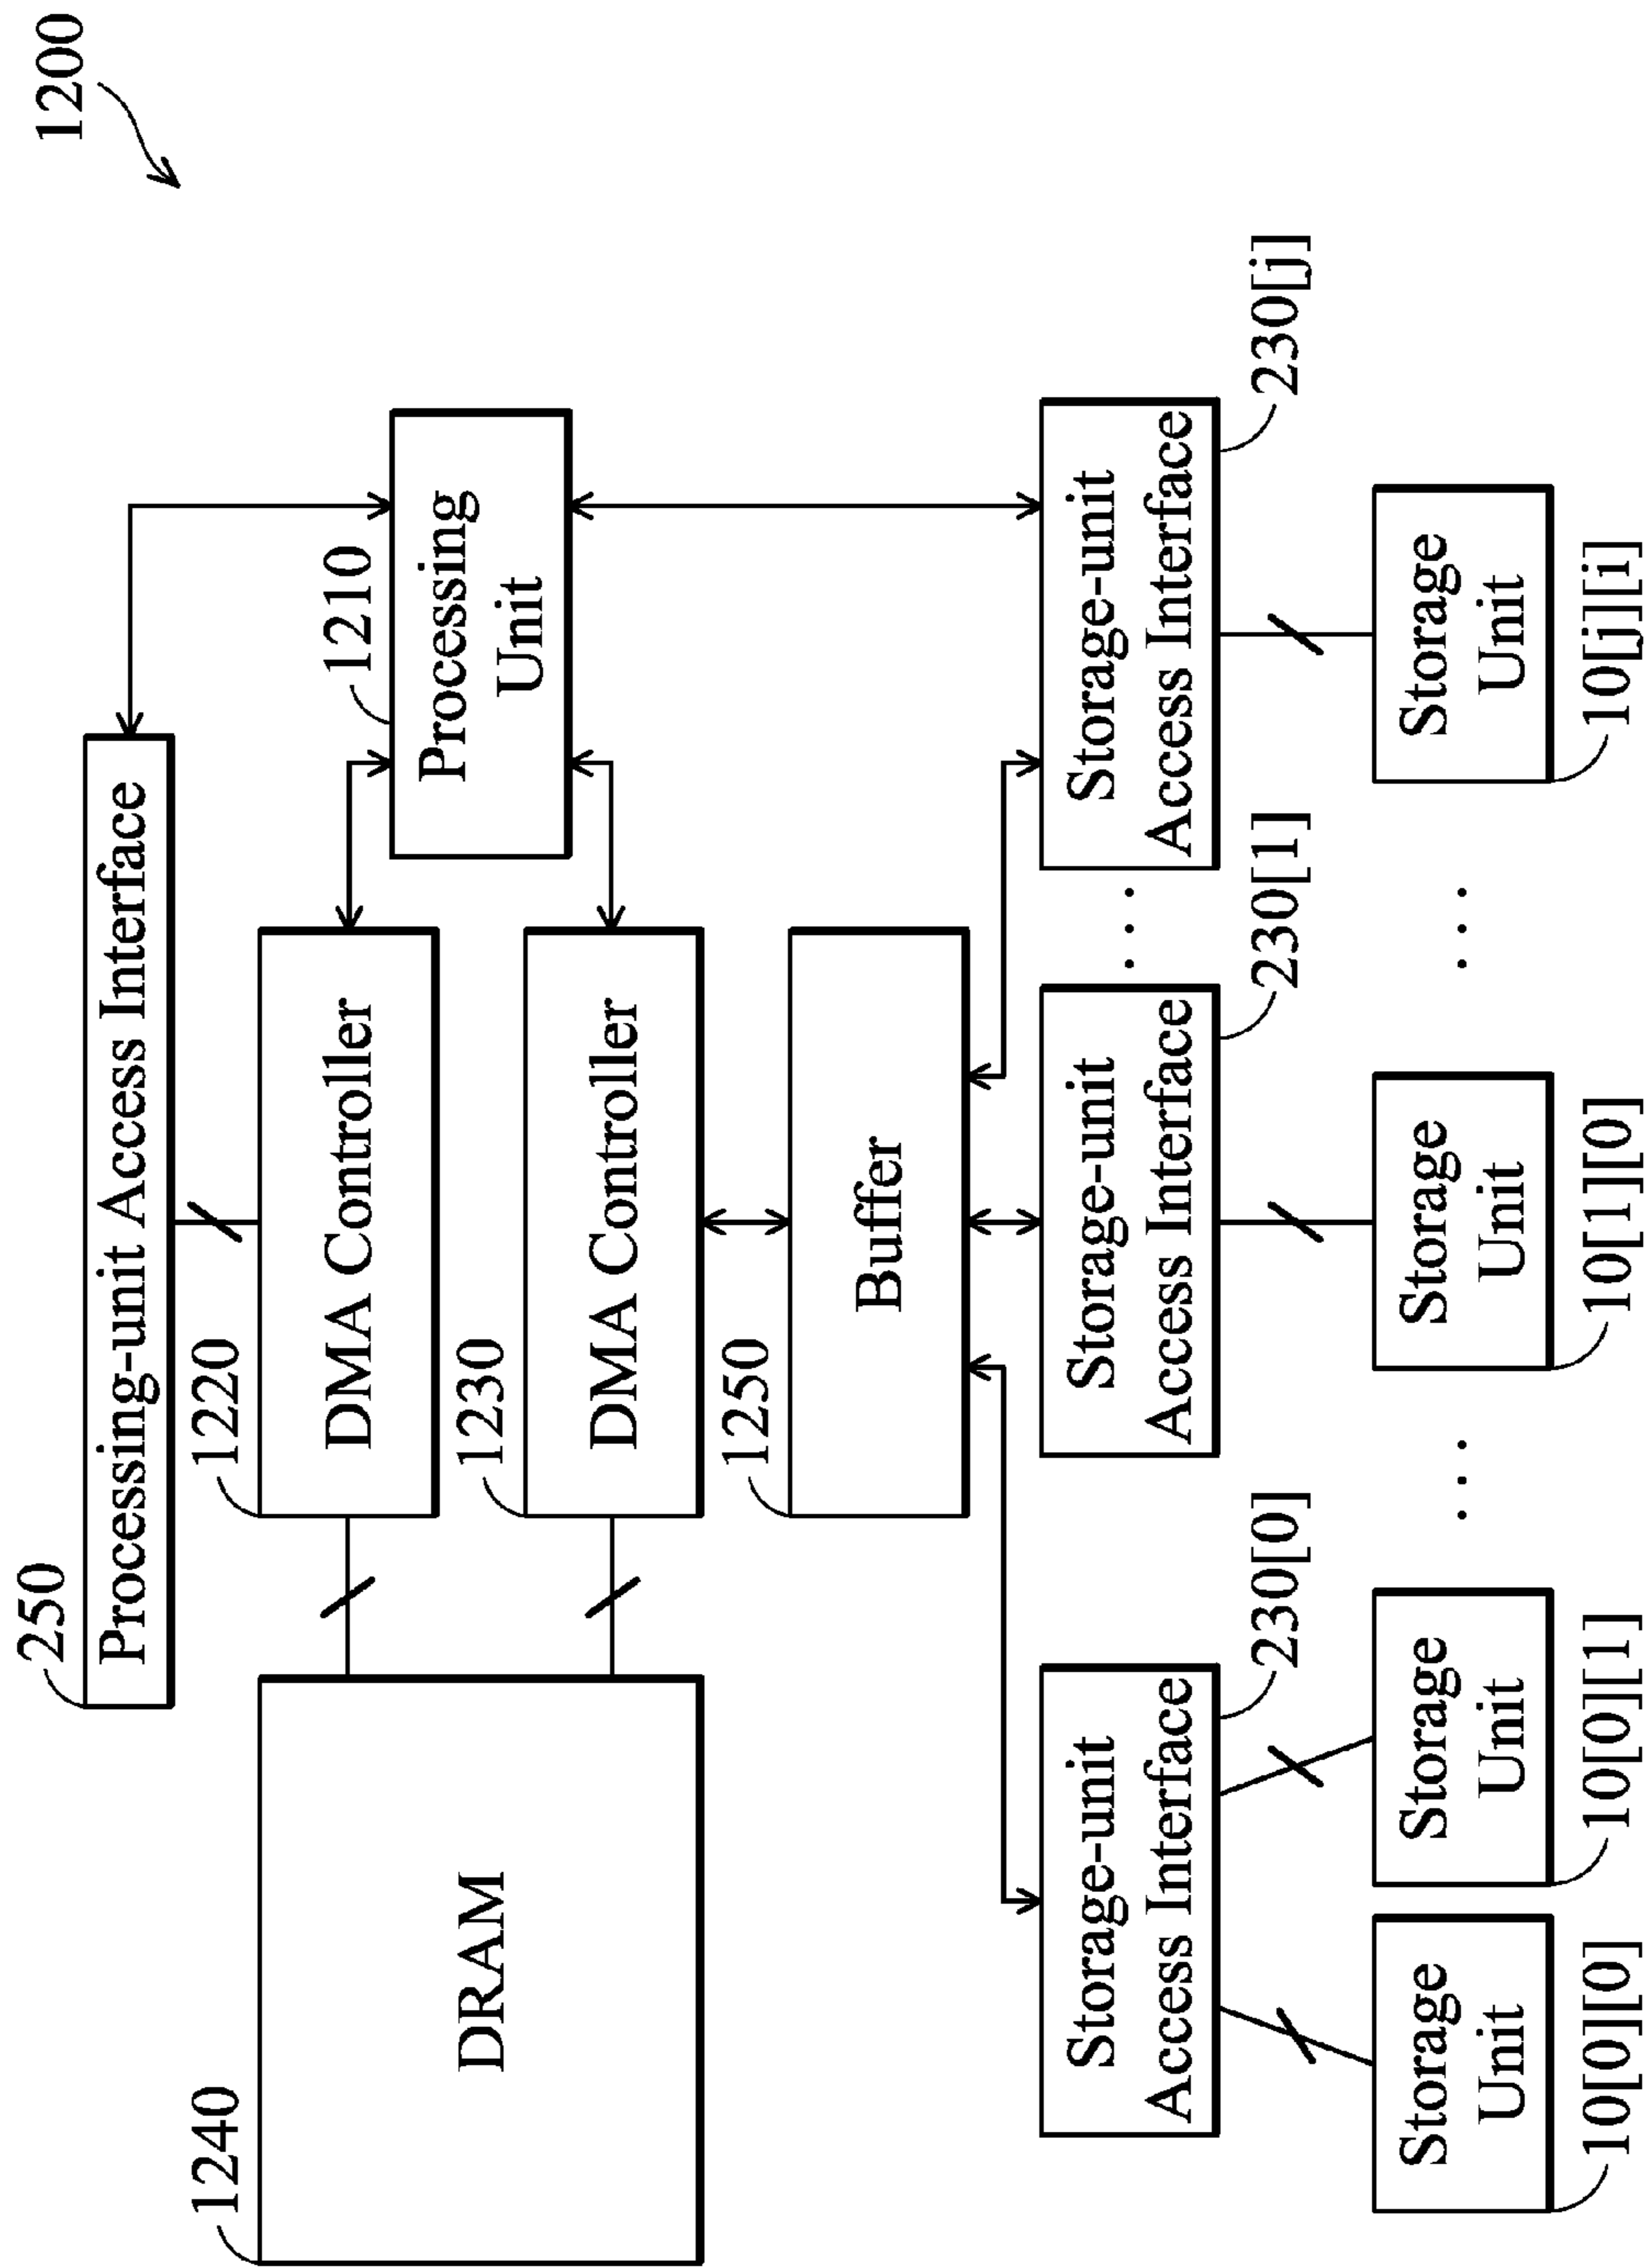 1200
250
Processing-unit Access Interface
1240
DRAM
1220
DMA Controller
1210
Processing
Unit
1230
DMA Controller
1250
Buffer
Storage-unit
Access Interface
230[0]
Storage-unit
Access Interface
230[1]
. . .
Storage-unit
Access Interface
230[j]
Storage
Unit
10[0][0]
Storage
Unit
10[0][1]
. . .
Storage
Unit
10[1][0]
. . .
Storage
Unit
10[j][i]